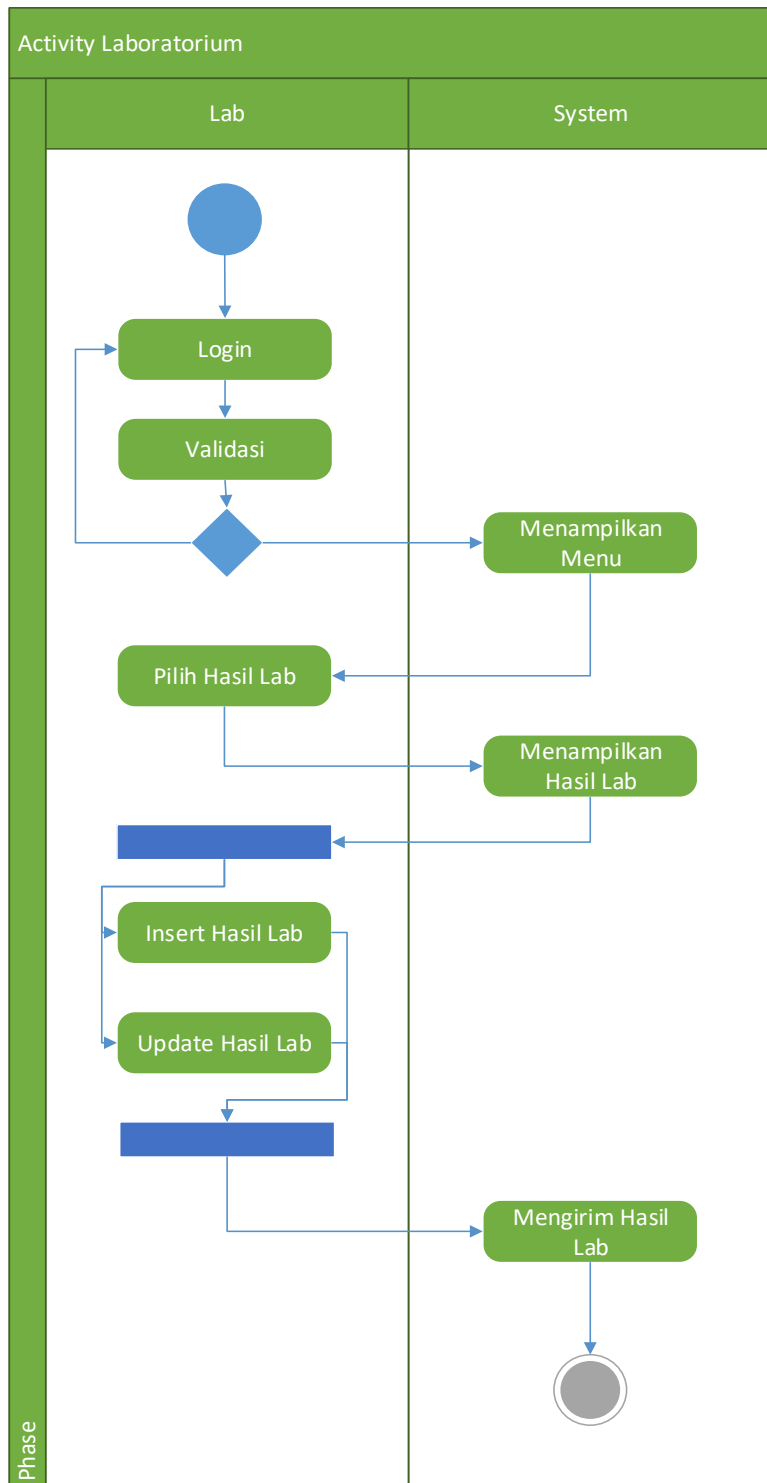 Activity Laboratorium
Lab
System
Login
Validasi
Menampilkan
Menu
Pilih Hasil Lab
Menampilkan
Hasil Lab
Insert Hasil Lab
Update Hasil Lab
Mengirim Hasil
Lab
Phase